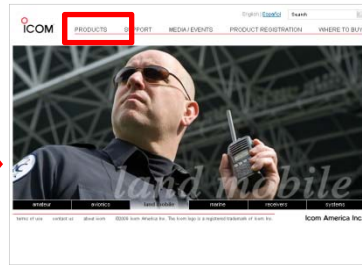 English | Español Search
ICOM
PRODUCTS SUPPORT MEDIA / EVENTS PRODUCT REGISTRATION WHERE TO BUY
land mobile
amateur avionics land mobile marine receivers systems
terms of use contact us about icom ©2009 Icom America Inc. The Icom logo is a registered trademark of Icom Inc. Icom America Inc.